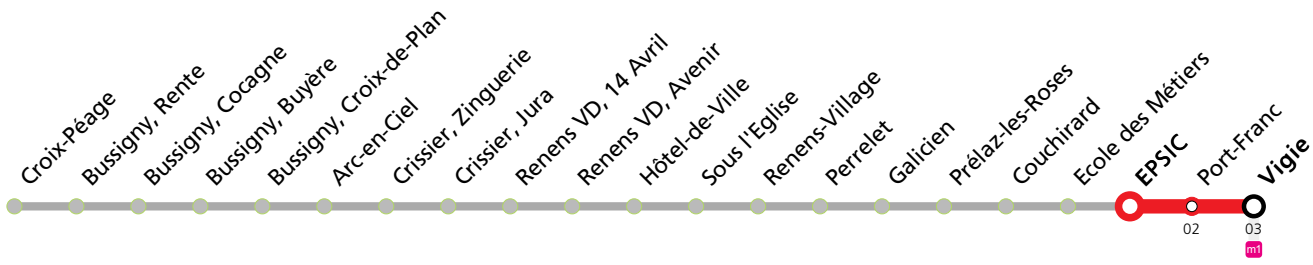 Croix-Péage
Bussigny, Rente
Bussigny, Cocagne
Bussigny, Buyère
Bussigny, Croix-de-Plan
Arc-en-Ciel
Crissier, Zinguerie
Crissier, Jura
Renens VD, 14 Avril
Renens VD, Avenir
Hôtel-de-Ville
Sous l'Eglise
Renens-Village
Perrelet
Galicien
Prélaz-les-Roses
Couchirard
Ecole des Métiers
EPSIC
Port-Franc
Vigie
02
03
m1